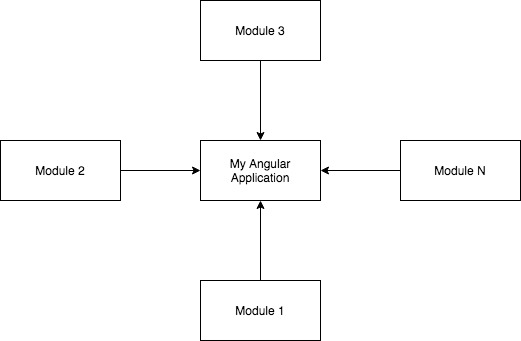 Module 3
Module 2
My Angular
Application
Module N
Module 1